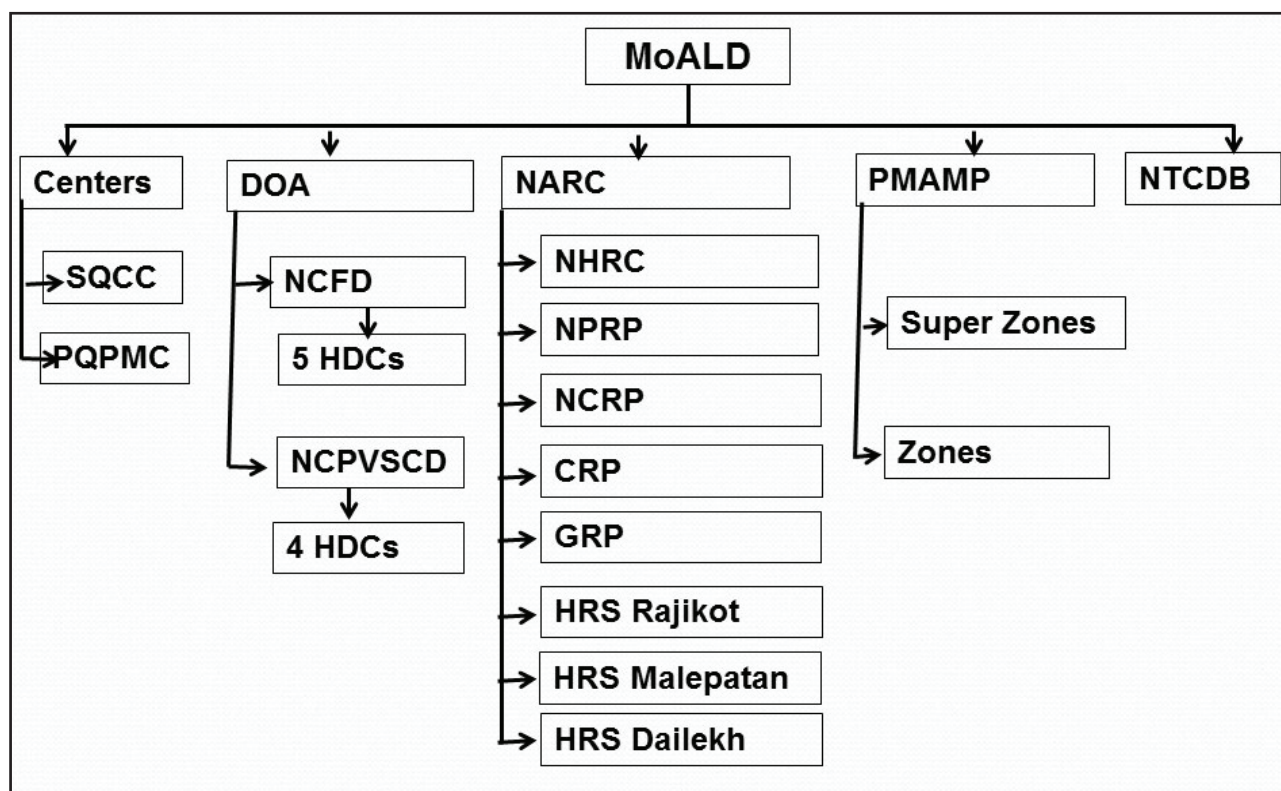 MoALD
Centers
SQCC
PQPMC
DOA
NCFD
5 HDCs
NCPVSCD
4 HDCs
NARC
NHRC
NPRP
NCRP
CRP
GRP
HRS Rajikot
HRS Malepatan
HRS Dailekh
PMAMP
Super Zones
Zones
NTCDB